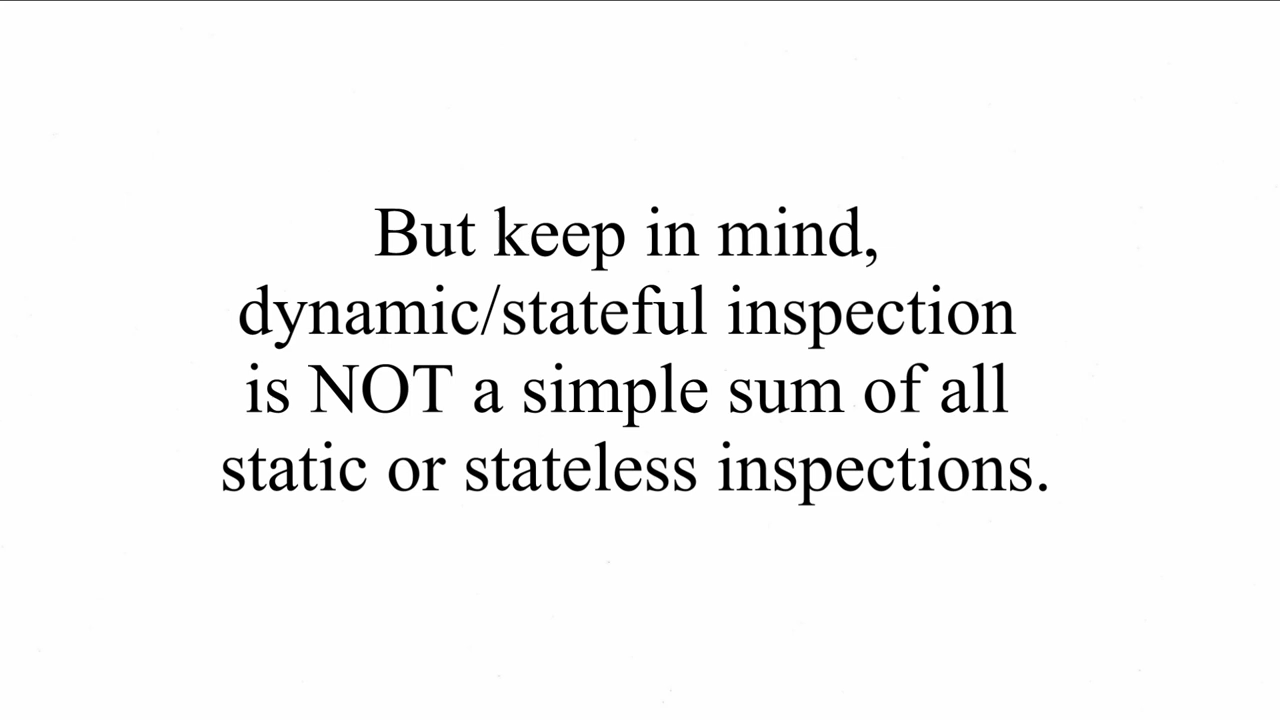 But keep in mind,
dynamic/stateful inspection
is NOT a simple sum of all
static or stateless inspections.